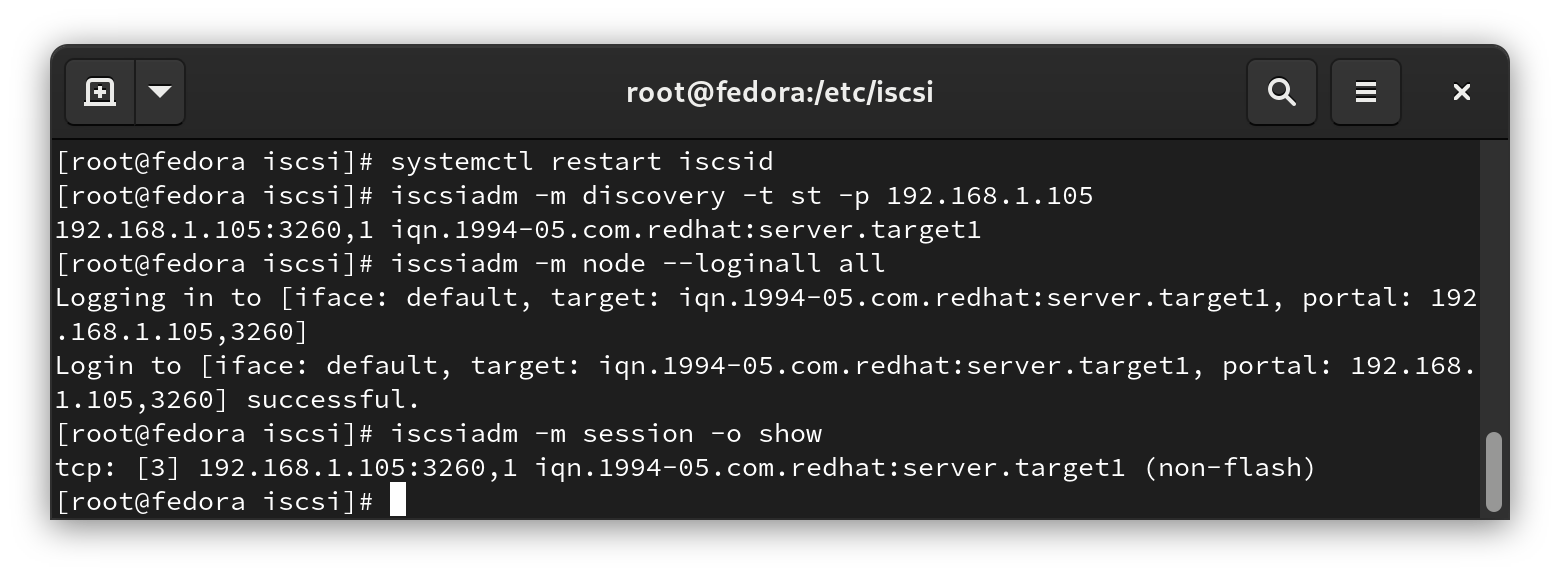 root@fedora:/etc/iscsi
[root@fedora iscsi]# systemctl restart iscsid
[root@fedora iscsi]# iscsiadm -m discovery -t st -p 192.168.1.105
192.168.1.105:3260,1 iqn.1994-05.com.redhat:server.target1
[root@fedora iscsi]# iscsiadm -m node --loginall all
Logging in to [iface: default, target: iqn.1994-05.com.redhat:server.target1, portal: 192
.168.1.105,3260]
Login to [iface: default, target: iqn.1994-05.com.redhat:server.target1, portal: 192.168.
1.105,3260] successful.
[root@fedora iscsi]# iscsiadm -m session -o show
tcp: [3] 192.168.1.105:3260,1 iqn.1994-05.com.redhat:server.target1 (non-flash)
[root@fedora iscsi]#